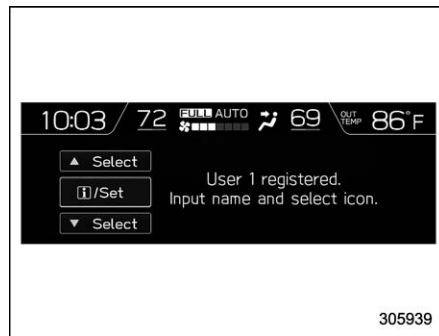 10:03 72 FULL AUTO 69 OUT TEMP 86°F
▲ Select
i/Set
▼ Select
User 1 registered.
Input name and select icon.
305939